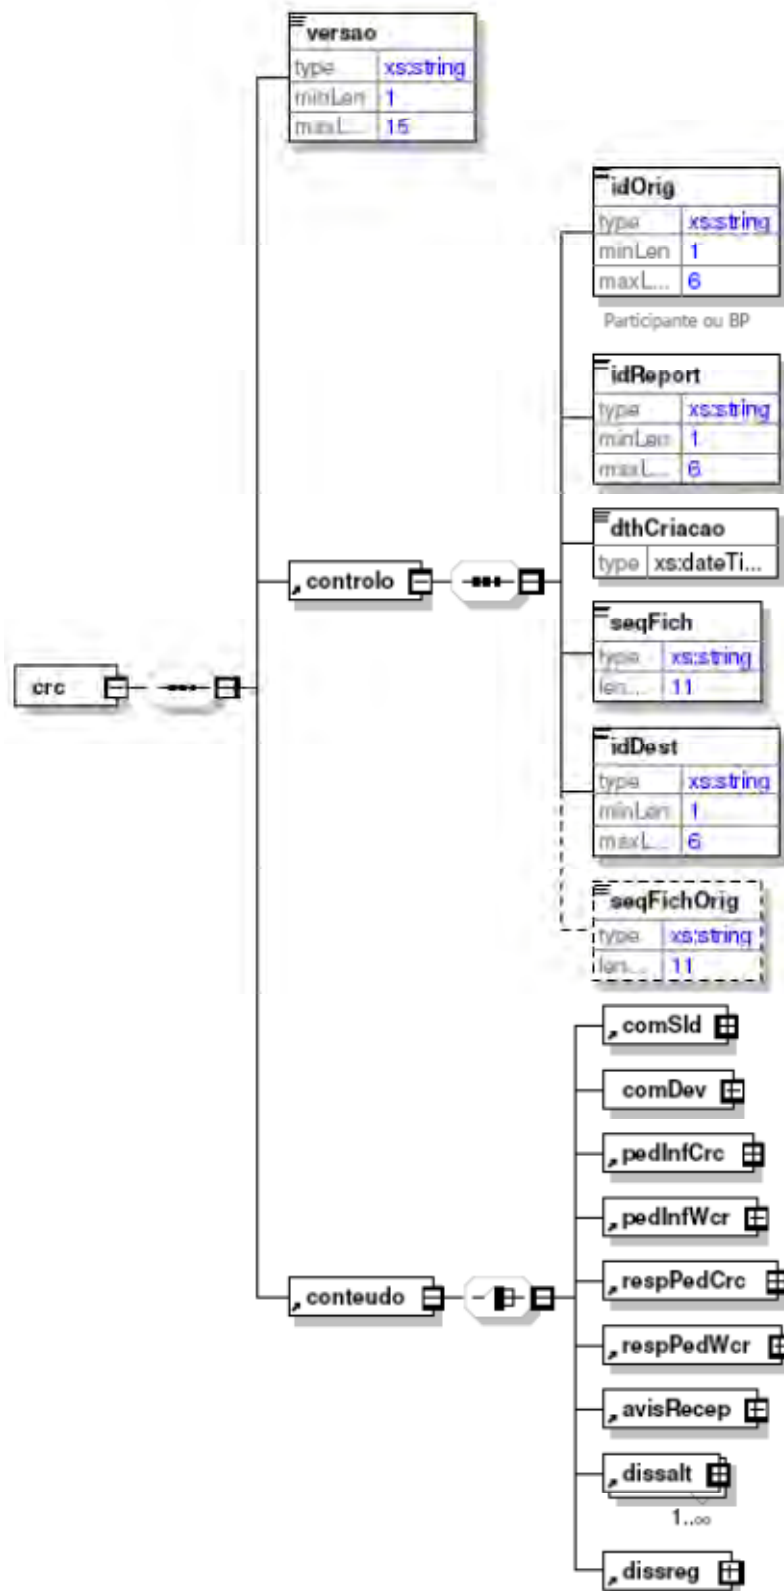 versao
type xs:string
minLen 1
maxL... 15
idOrig
type xs:string
minLen 1
maxL... 6
Participante ou BP
idReport
type xs:string
minLen 1
maxL... 6
dthCriacao
type xs:dateTi...
controlo
seqFich
type xs:string
len... 11
crc
idDest
type xs:string
minLen 1
maxL... 6
seqFichOrig
type xs:string
len... 11
comSld
comDev
pedInfCrc
pedInfWcr
respPedCrc
conteudo
respPedWcr
avisRecep
dissalt
1..∞
dissreg